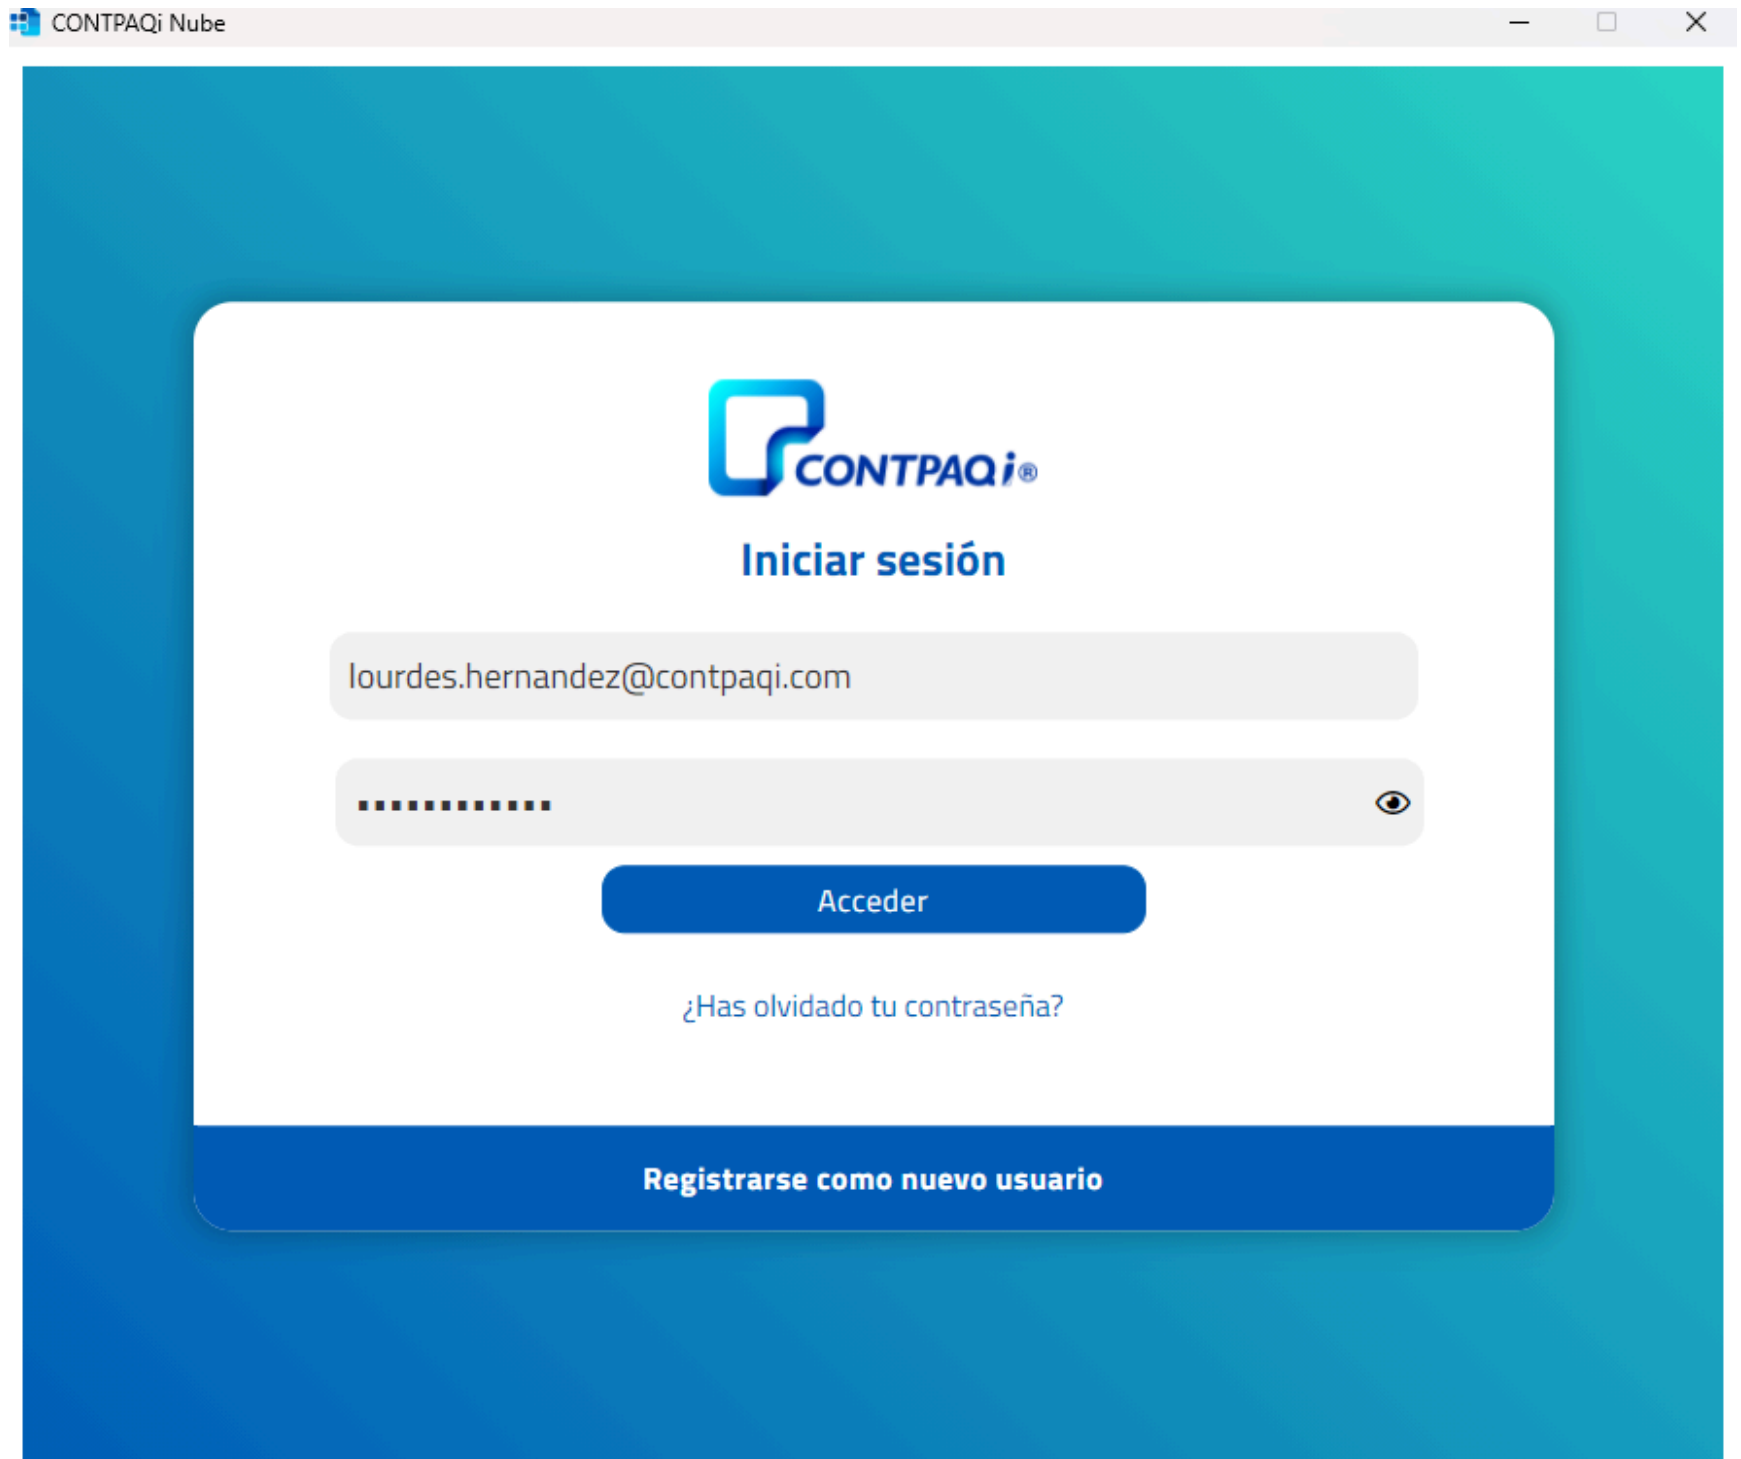 CONTPAQi Nube
CONTPAQi®
Iniciar sesión
lourdes.hernandez@contpaqi.com
Acceder
¿Has olvidado tu contraseña?
Registrarse como nuevo usuario